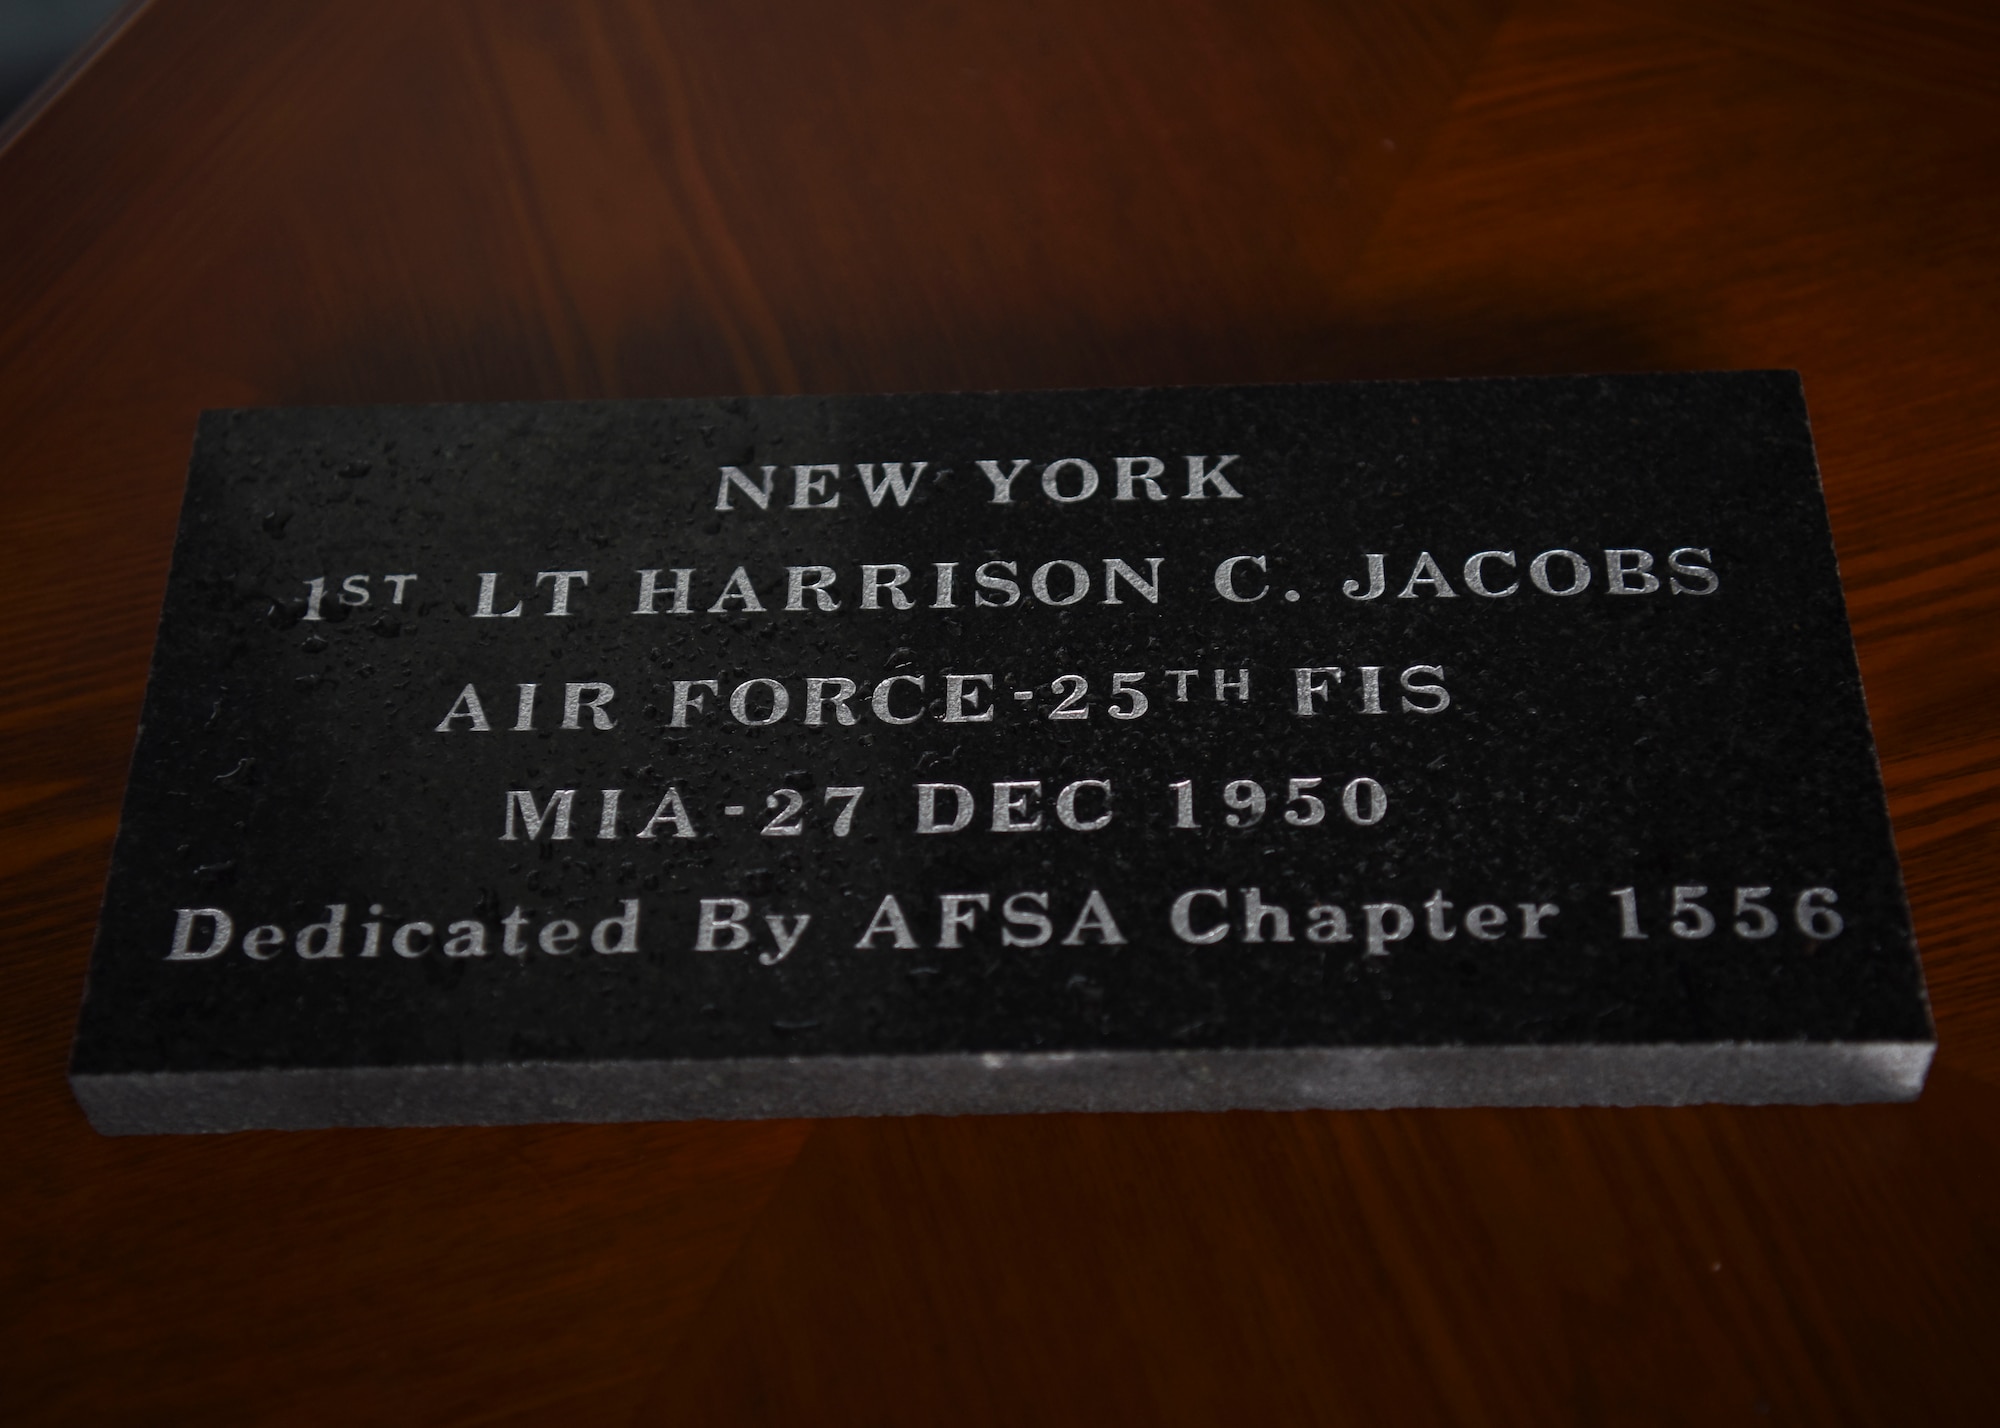 NEW YORK
1ST LT HARRISON C. JACOBS
AIR FORCE-25TH FIS
MIA-27 DEC 1950
Dedicated By AFSA Chapter 1556